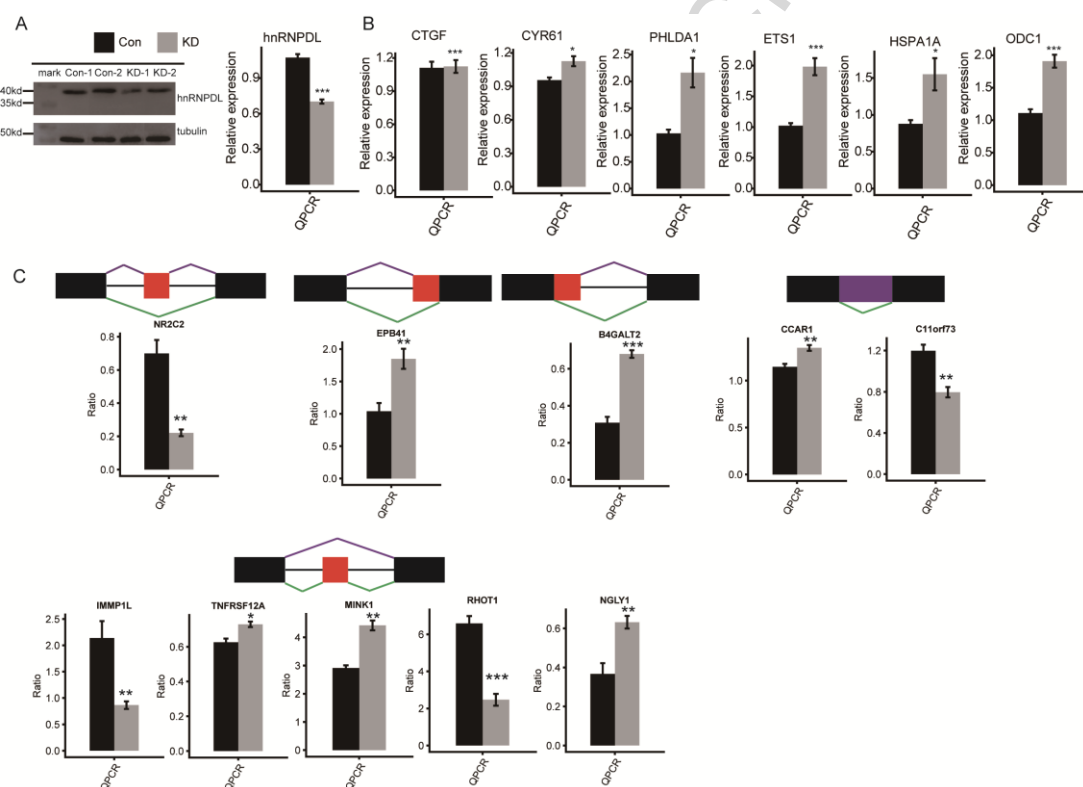 A
Con
KD
mark Con-1 Con-2 KD-1 KD-2
40kd
35kd
hnRNPDL
50kd
tubulin
hnRNPDL
Relative expression
0.9
0.6
0.3
0.0
***
QPCR
B
CTGF
Relative expression
1.2
0.9
0.6
0.3
0.0
***
QPCR
CYR61
Relative expression
1.2
0.9
0.6
0.3
0.0
*
QPCR
PHLDA1
Relative expression
2.5
2.0
1.5
1.0
0.5
0.0
*
QPCR
ETS1
Relative expression
2.0
1.5
1.0
0.5
0.0
***
QPCR
HSPA1A
Relative expression
1.5
1.0
0.5
0.0
*
QPCR
ODC1
Relative expression
2.0
1.5
1.0
0.5
0.0
***
QPCR
C
NR2C2
Ratio
0.8
0.6
0.4
0.2
0.0
**
QPCR
EPB41
Ratio
2.0
1.5
1.0
0.5
0.0
**
QPCR
B4GALT2
Ratio
0.6
0.4
0.2
0.0
***
QPCR
CCAR1
Ratio
1.0
0.5
0.0
**
QPCR
C11orf73
Ratio
1.2
0.9
0.6
0.3
0.0
**
QPCR
IMMP1L
Ratio
2.5
2.0
1.5
1.0
0.5
0.0
**
QPCR
TNFRSF12A
Ratio
0.6
0.4
0.2
0.0
*
QPCR
MINK1
Ratio
4
3
2
1
0
**
QPCR
RHOT1
Ratio
6
4
2
0
***
QPCR
NGLY1
Ratio
0.6
0.4
0.2
0.0
**
QPCR